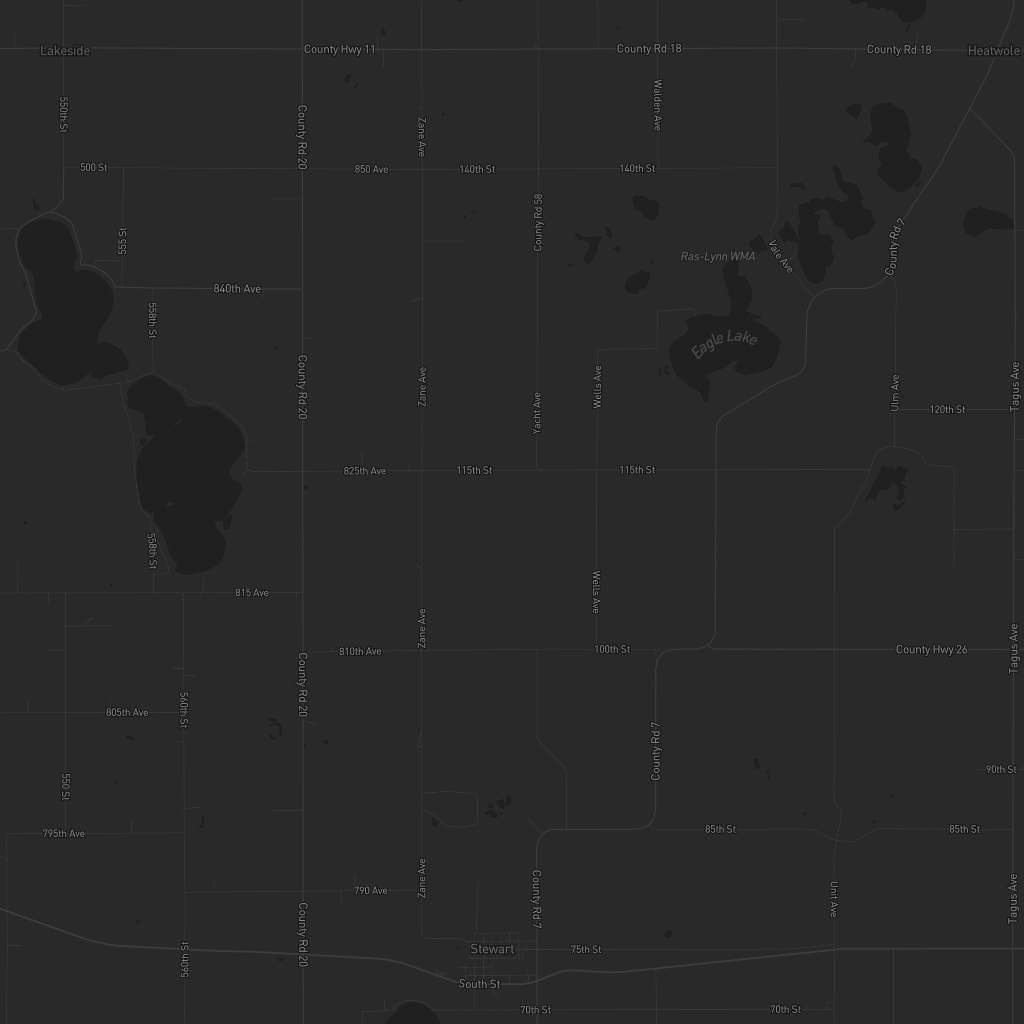 County Hwy 11
County Rd 18
County Rd 18
Lakeside
Heatwole
550th St
County Rd 20
Zane Ave
Walden Ave
500 St
850 Ave
140th St
140th St
County Rd 58
555 St
Ras-Lynn WMA
Vale Ave
County Rd 7
840th Ave
558th St
Eagle Lake
County Rd 20
Zane Ave
Yacht Ave
Wells Ave
Ulm Ave
Tagus Ave
120th St
825th Ave
115th St
115th St
558th St
815 Ave
Wells Ave
Zane Ave
Tagus Ave
810th Ave
100th St
County Hwy 26
County Rd 20
560th St
805th Ave
County Rd 7
90th St
550 St
795th Ave
85th St
85th St
Zane Ave
790 Ave
County Rd 7
Unit Ave
Tagus Ave
County Rd 20
560th St
Stewart
75th St
South St
70th St
70th St